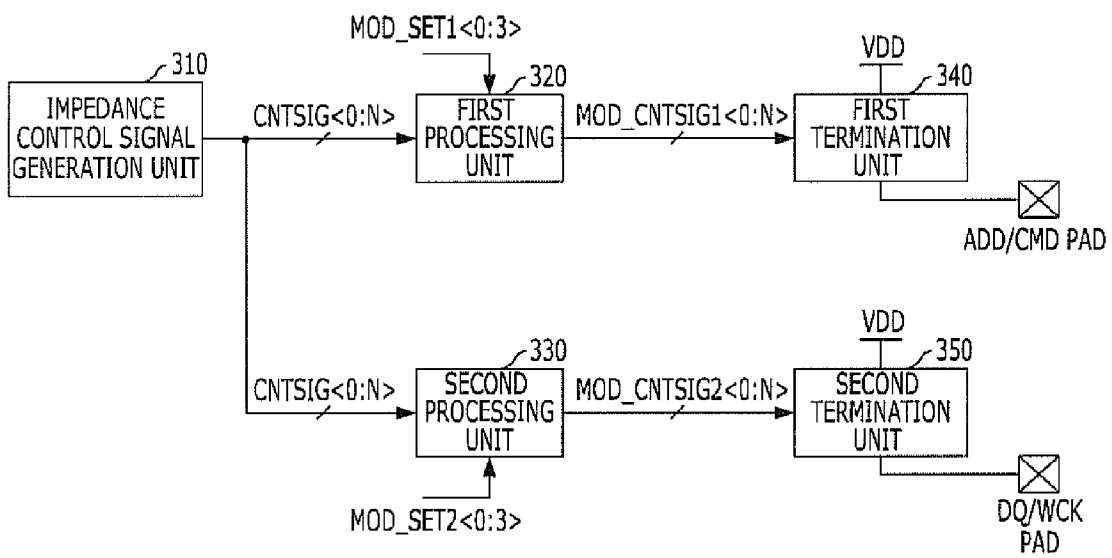 MOD_SET1<0:3>
310
IMPEDANCE
CONTROL SIGNAL
GENERATION UNIT
CNTSIG<0:N>
320
FIRST
PROCESSING
UNIT
MOD_CNTSIG1<0:N>
VDD
340
FIRST
TERMINATION
UNIT
ADD/CMD PAD
CNTSIG<0:N>
330
SECOND
PROCESSING
UNIT
MOD_SET2<0:3>
MOD_CNTSIG2<0:N>
VDD
350
SECOND
TERMINATION
UNIT
DQ/WCK
PAD